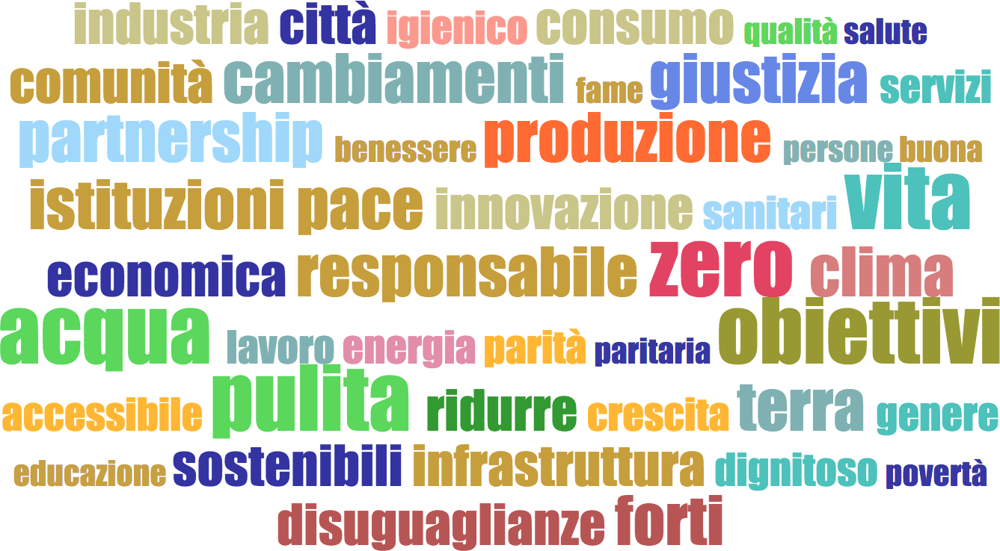 industria città igienico consumo qualità salute
comunità cambiamenti fame giustizia servizi
partnership benessere produzione persone buona
istituzioni pace innovazione sanitari vita
economica responsabile zero clima
acqua lavoro energia parità paritaria obiettivi
accessibile pulita ridurre crescita terra genere
educazione sostenibili infrastruttura dignitoso povertà
disuguaglianze forti